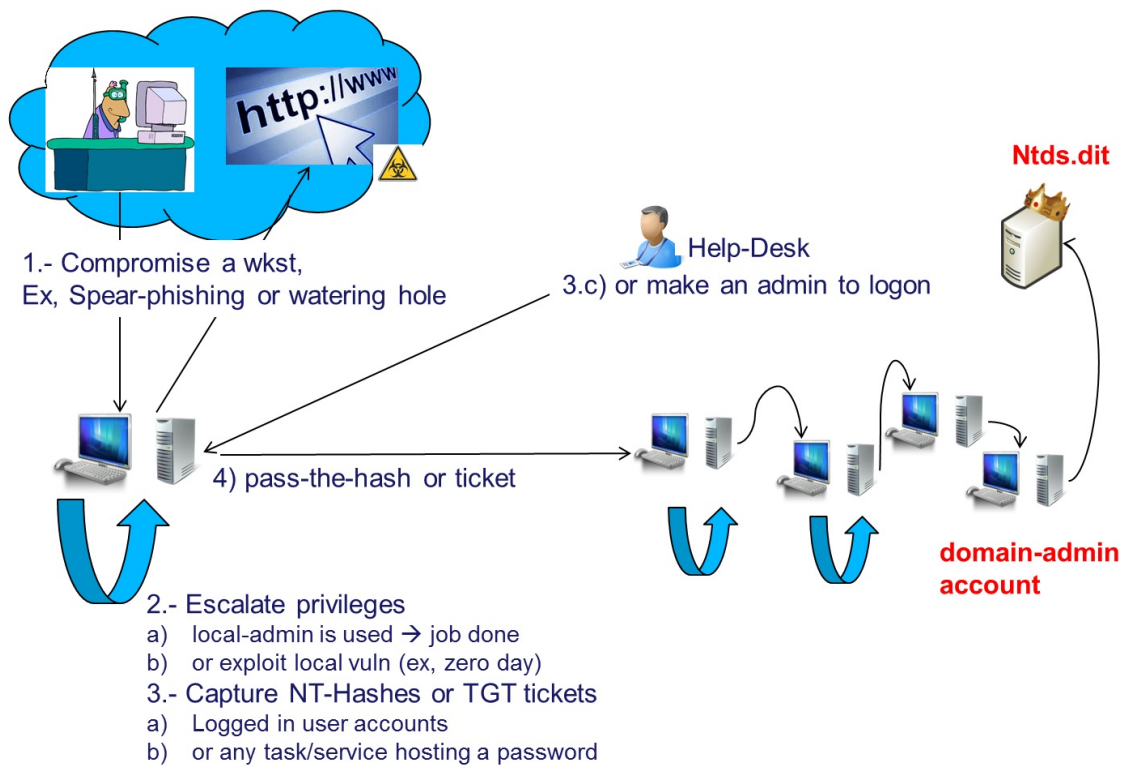 http://www
Ntds.dit
Help-Desk
1.- Compromise a wkst,
Ex, Spear-phishing or watering hole
3.c) or make an admin to logon
4) pass-the-hash or ticket
domain-admin
account
2.- Escalate privileges
a) local-admin is used → job done
b) or exploit local vuln (ex, zero day)
3.- Capture NT-Hashes or TGT tickets
a) Logged in user accounts
b) or any task/service hosting a password